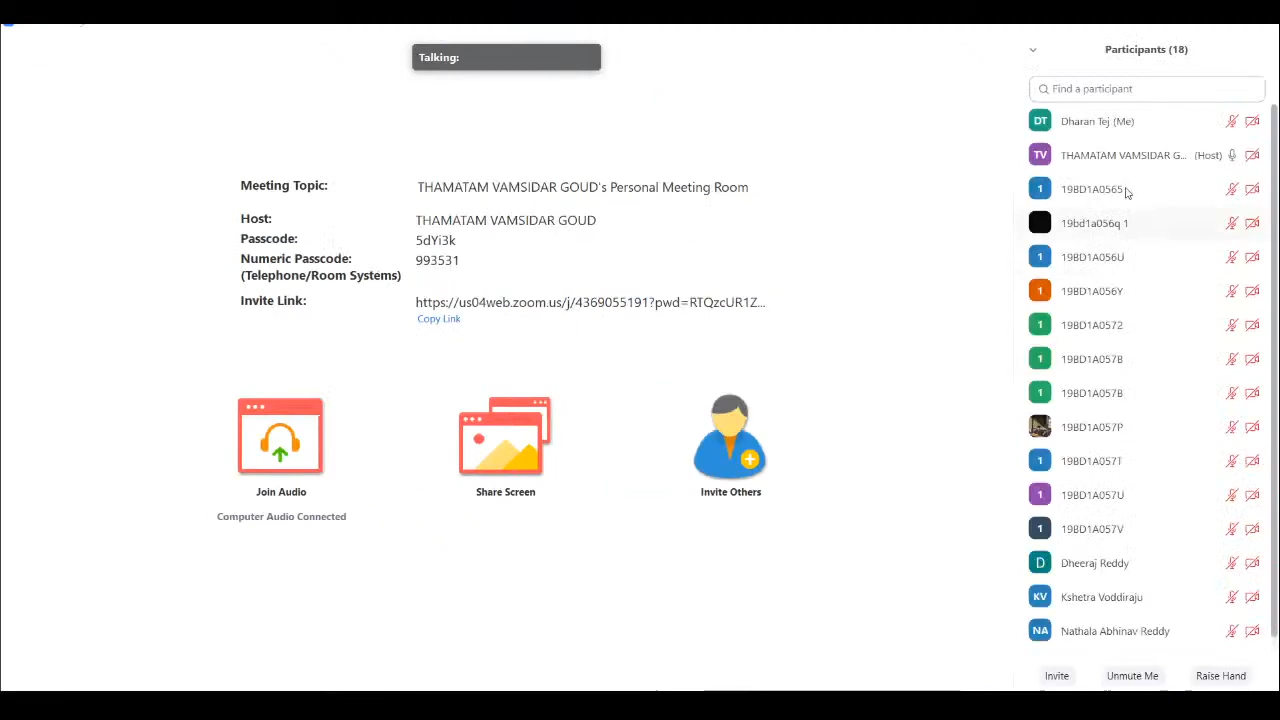 Talking:
Meeting Topic: THAMATAM VAMSIDAR GOUD's Personal Meeting Room
Host: THAMATAM VAMSIDAR GOUD
Passcode: 5dYi3k
Numeric Passcode: 993531
(Telephone/Room Systems)
Invite Link: https://us04web.zoom.us/j/4369055191?pwd=RTQzcUR1Z...
Copy Link
Join Audio
Computer Audio Connected
Share Screen
Invite Others
Participants (18)
Find a participant
DT Dharan Tej (Me)
TV THAMATAM VAMSIDAR G... (Host)
1 19BD1A0565
19bd1a056q 1
1 19BD1A056U
1 19BD1A056Y
1 19BD1A0572
1 19BD1A057B
1 19BD1A057B
19BD1A057P
1 19BD1A057T
1 19BD1A057U
1 19BD1A057V
D Dheeraj Reddy
KV Kshetra Voddiraju
NA Nathala Abhinav Reddy
Invite Unmute Me Raise Hand